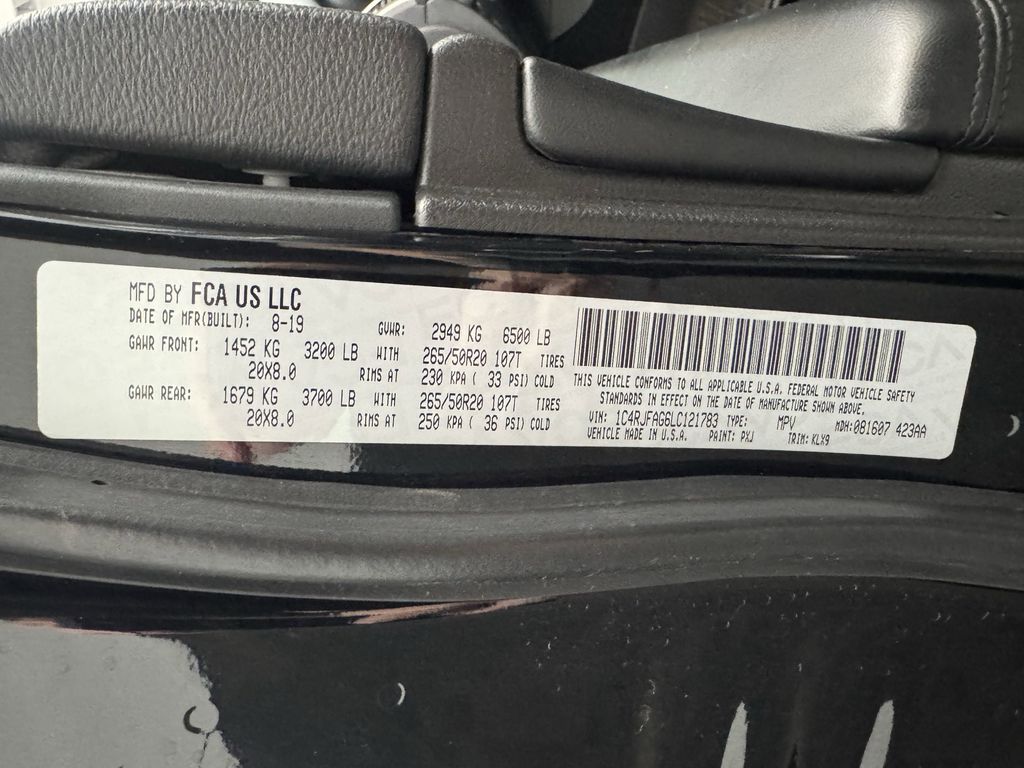 MFD BY FCA US LLC
DATE OF MFR(BUILT): 8-19 GVWR: 2949 KG 6500 LB
GAWR FRONT: 1452 KG 3200 LB WITH 265/50R20 107T TIRES
20X8.0 RIMS AT 230 KPA ( 33 PSI) COLD
GAWR REAR: 1679 KG 3700 LB WITH 265/50R20 107T TIRES
20X8.0 RIMS AT 250 KPA ( 36 PSI) COLD
THIS VEHICLE CONFORMS TO ALL APPLICABLE U.S.A. FEDERAL MOTOR VEHICLE SAFETY
STANDARDS IN EFFECT ON THE DATE OF MANUFACTURE SHOWN ABOVE.
VIN: 1C4RJFAG6LC121783 TYPE: MPV MDH:081607 423AA
VEHICLE MADE IN U.S.A. PAINT: PXJ TRIM: KLX9